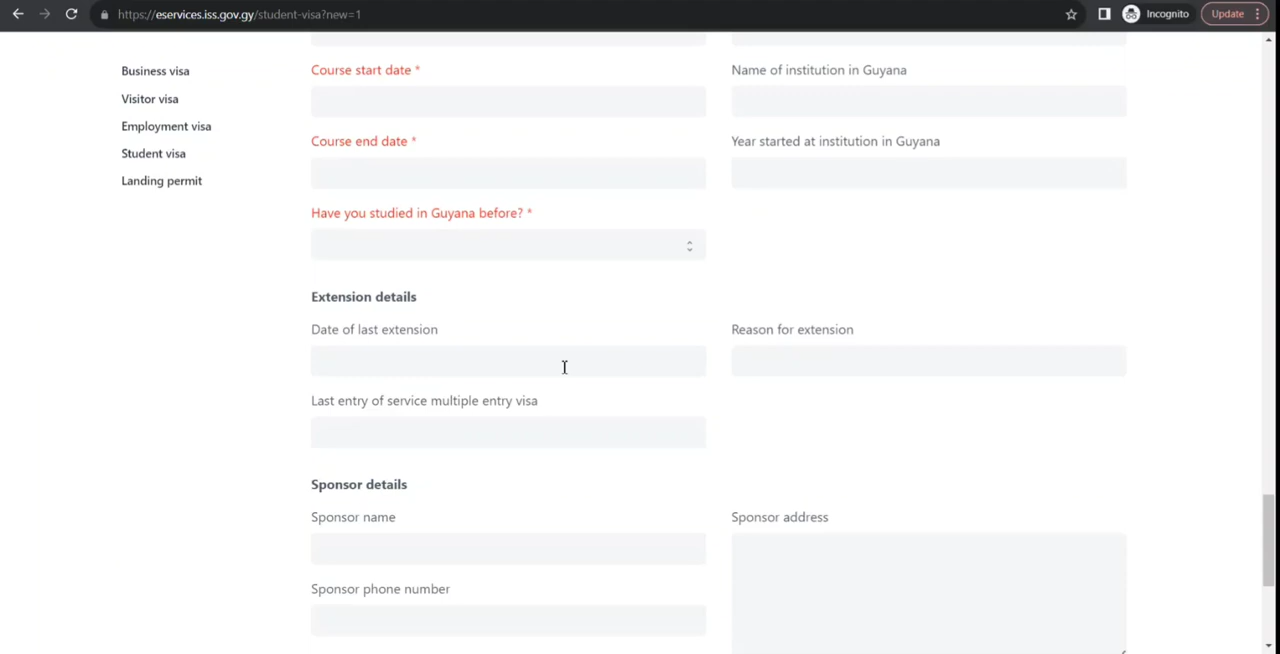 https://eservices.iss.gov.gy/student-visa?new=1
Incognito
Update
Business visa
Visitor visa
Employment visa
Student visa
Landing permit
Course start date *
Name of institution in Guyana
Course end date *
Year started at institution in Guyana
Have you studied in Guyana before? *
Extension details
Date of last extension
Reason for extension
Last entry of service multiple entry visa
Sponsor details
Sponsor name
Sponsor address
Sponsor phone number